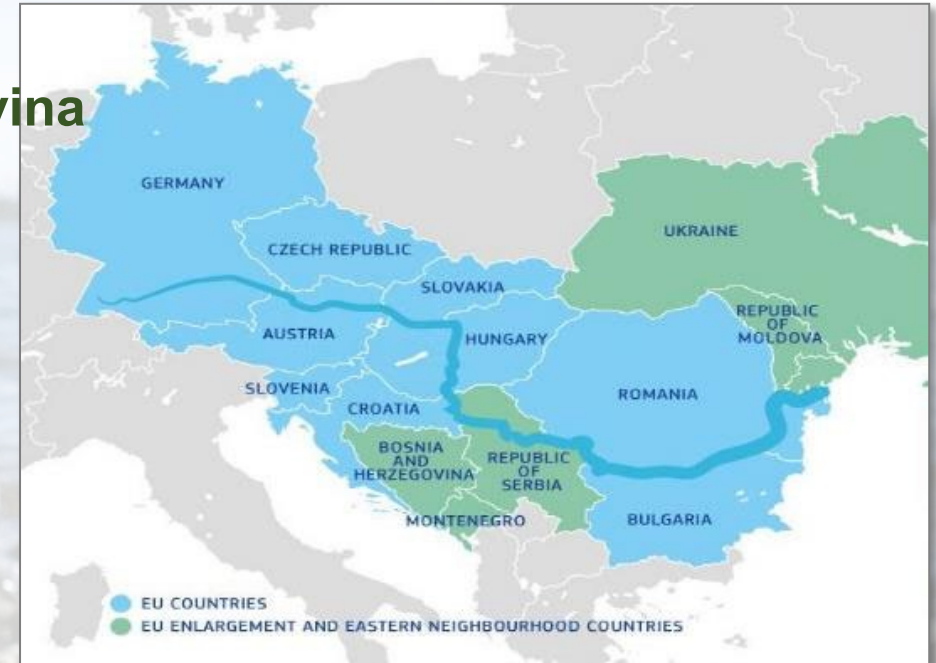 vina
GERMANY
UKRAINE
CZECH REPUBLIC
SLOVAKIA
REPUBLIC
OF
MOLDOVA
AUSTRIA
HUNGARY
SLOVENIA
ROMANIA
CROATIA
BOSNIA
AND
HERZEGOVINA
REPUBLIC
OF
SERBIA
MONTENEGRO
BULGARIA
EU COUNTRIES
EU ENLARGEMENT AND EASTERN NEIGHBOURHOOD COUNTRIES